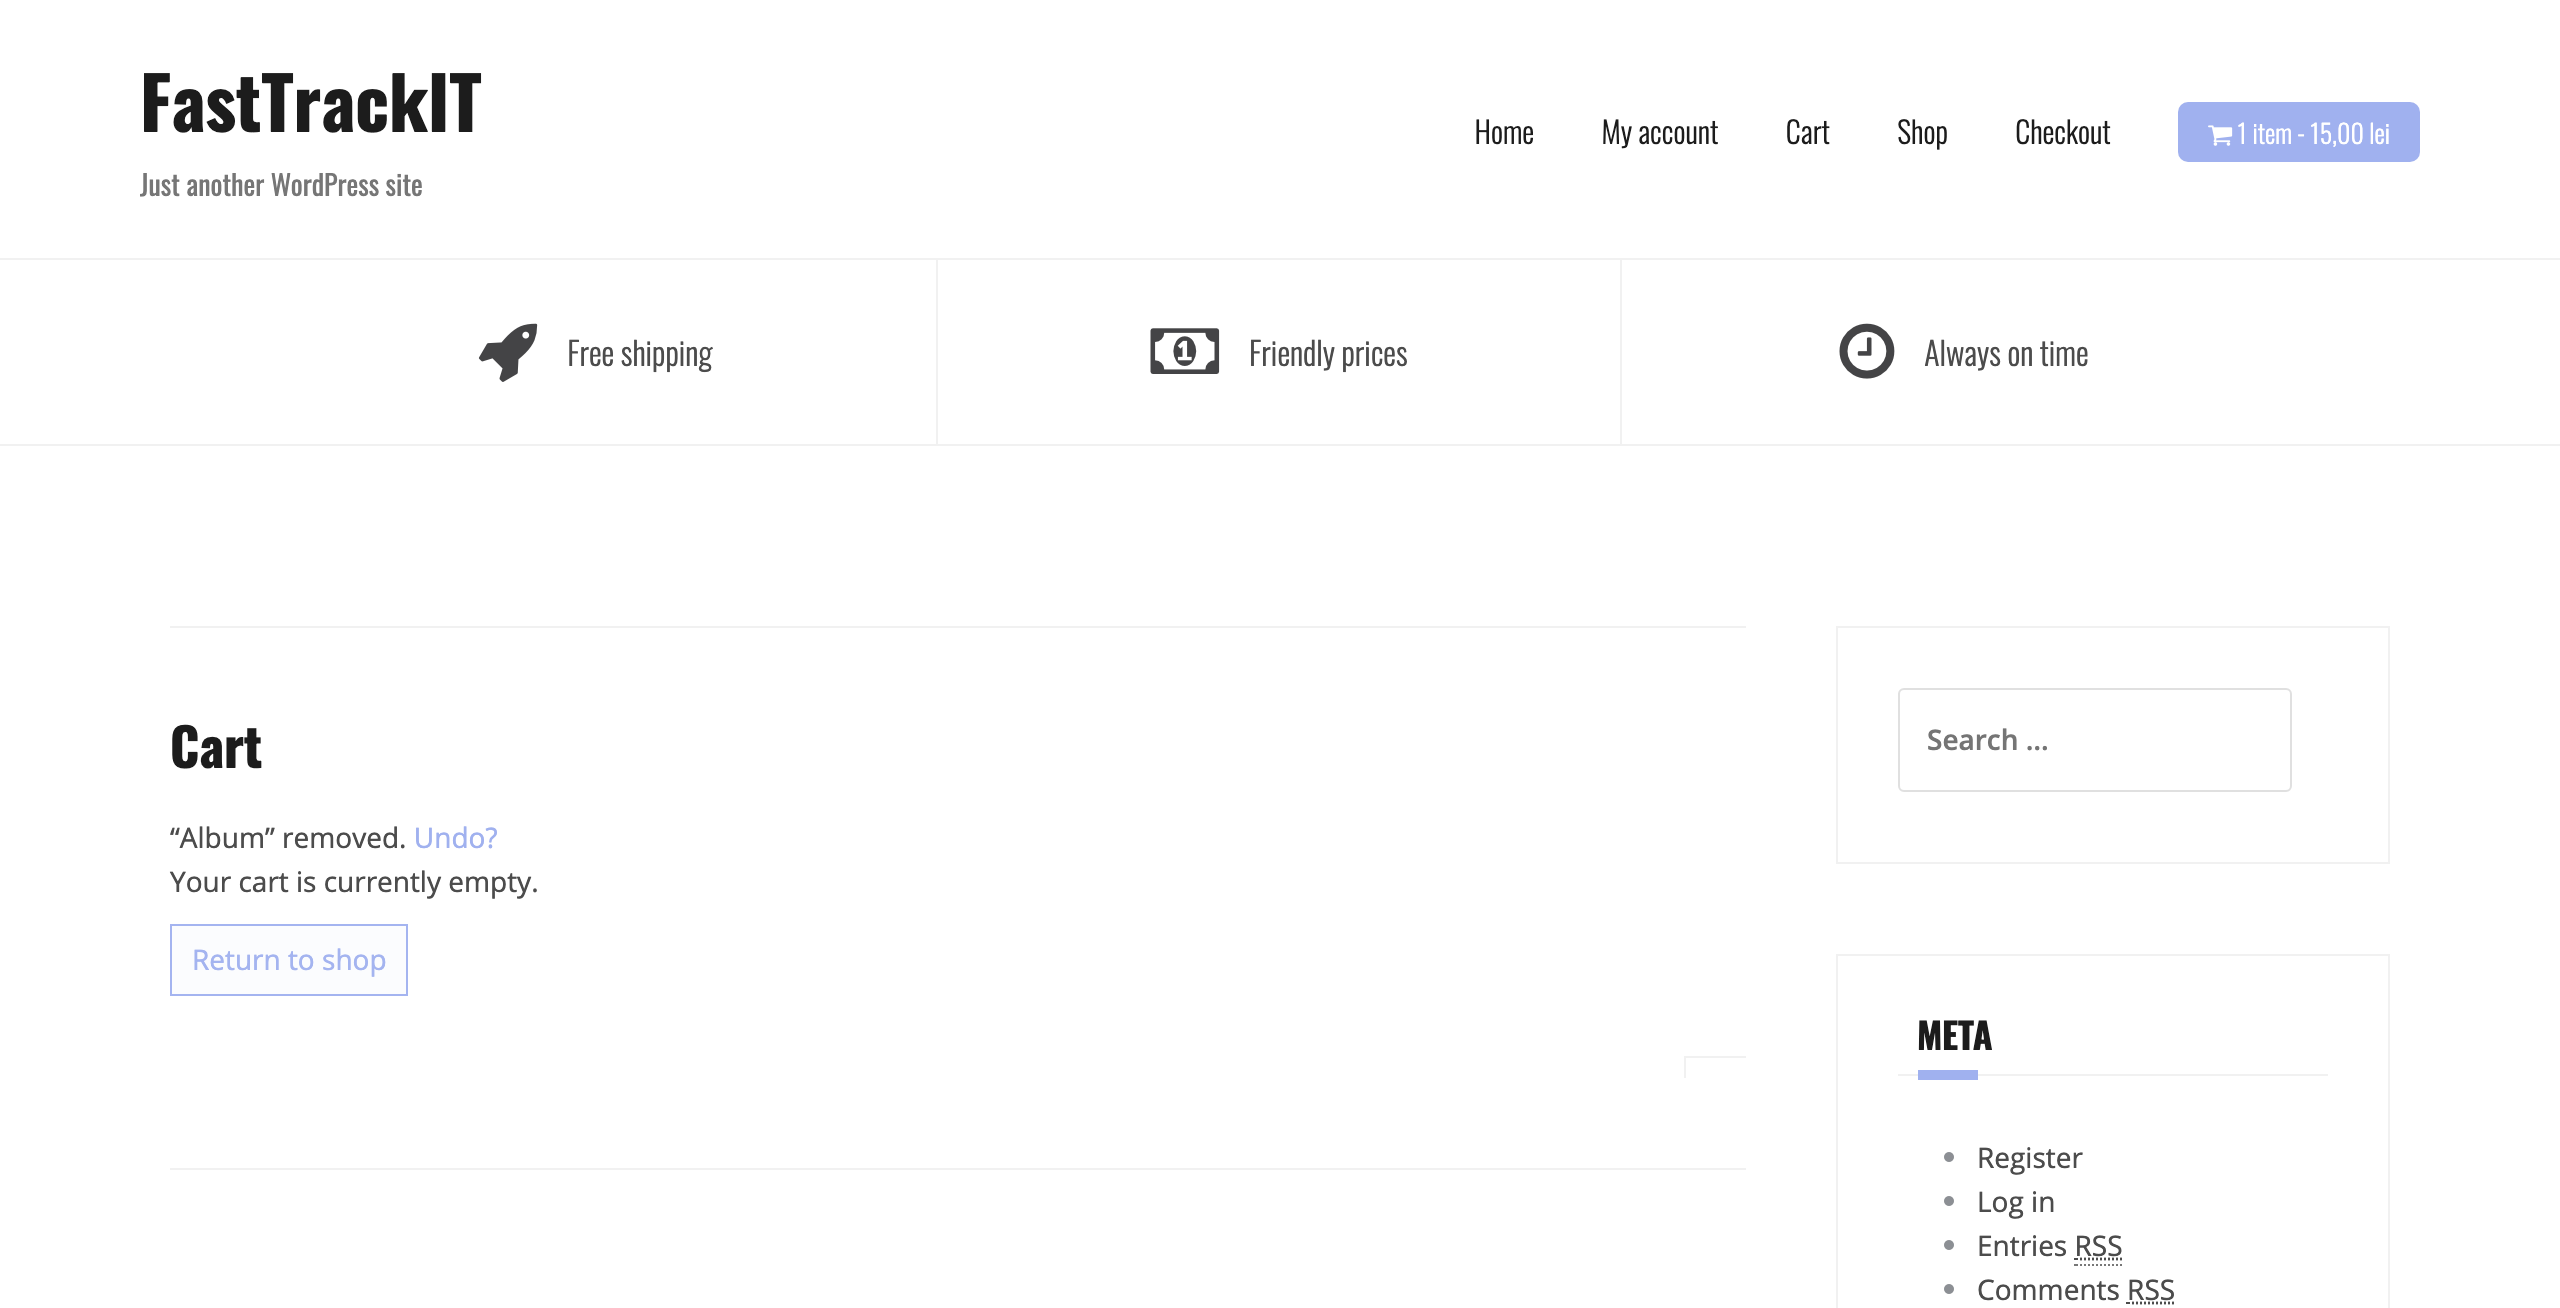 FastTrackIT
Just another WordPress site
Home My account Cart Shop Checkout 1 item - 15,00 lei
Free shipping
1
Friendly prices
Always on time
Cart
“Album” removed. Undo?
Your cart is currently empty.
Return to shop
Search ...
META
Register
Log in
Entries RSS
Comments RSS